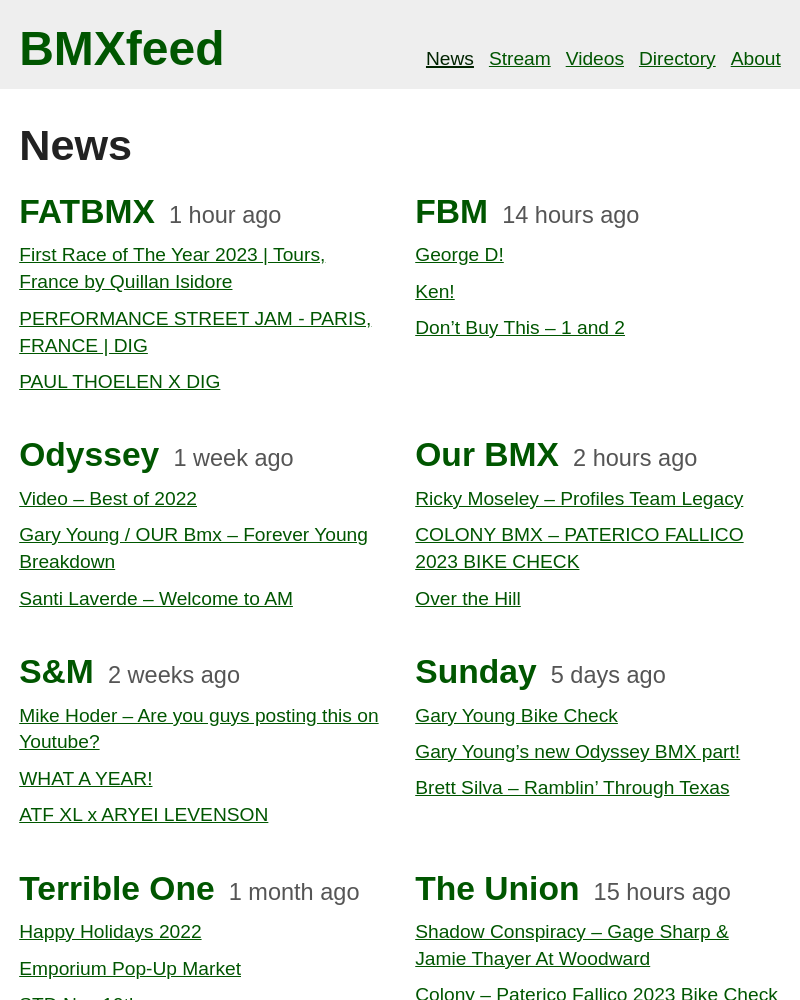 BMXfeed
News Stream Videos Directory About
News
FATBMX 1 hour ago
First Race of The Year 2023 | Tours,
France by Quillan Isidore
PERFORMANCE STREET JAM - PARIS,
FRANCE | DIG
PAUL THOELEN X DIG
FBM 14 hours ago
George D!
Ken!
Don’t Buy This – 1 and 2
Odyssey 1 week ago
Video – Best of 2022
Gary Young / OUR Bmx – Forever Young
Breakdown
Santi Laverde – Welcome to AM
Our BMX 2 hours ago
Ricky Moseley – Profiles Team Legacy
COLONY BMX – PATERICO FALLICO
2023 BIKE CHECK
Over the Hill
S&M 2 weeks ago
Mike Hoder – Are you guys posting this on
Youtube?
WHAT A YEAR!
ATF XL x ARYEI LEVENSON
Sunday 5 days ago
Gary Young Bike Check
Gary Young’s new Odyssey BMX part!
Brett Silva – Ramblin’ Through Texas
Terrible One 1 month ago
Happy Holidays 2022
Emporium Pop-Up Market
The Union 15 hours ago
Shadow Conspiracy – Gage Sharp &
Jamie Thayer At Woodward
Colony – Paterico Fallico 2023 Bike Check